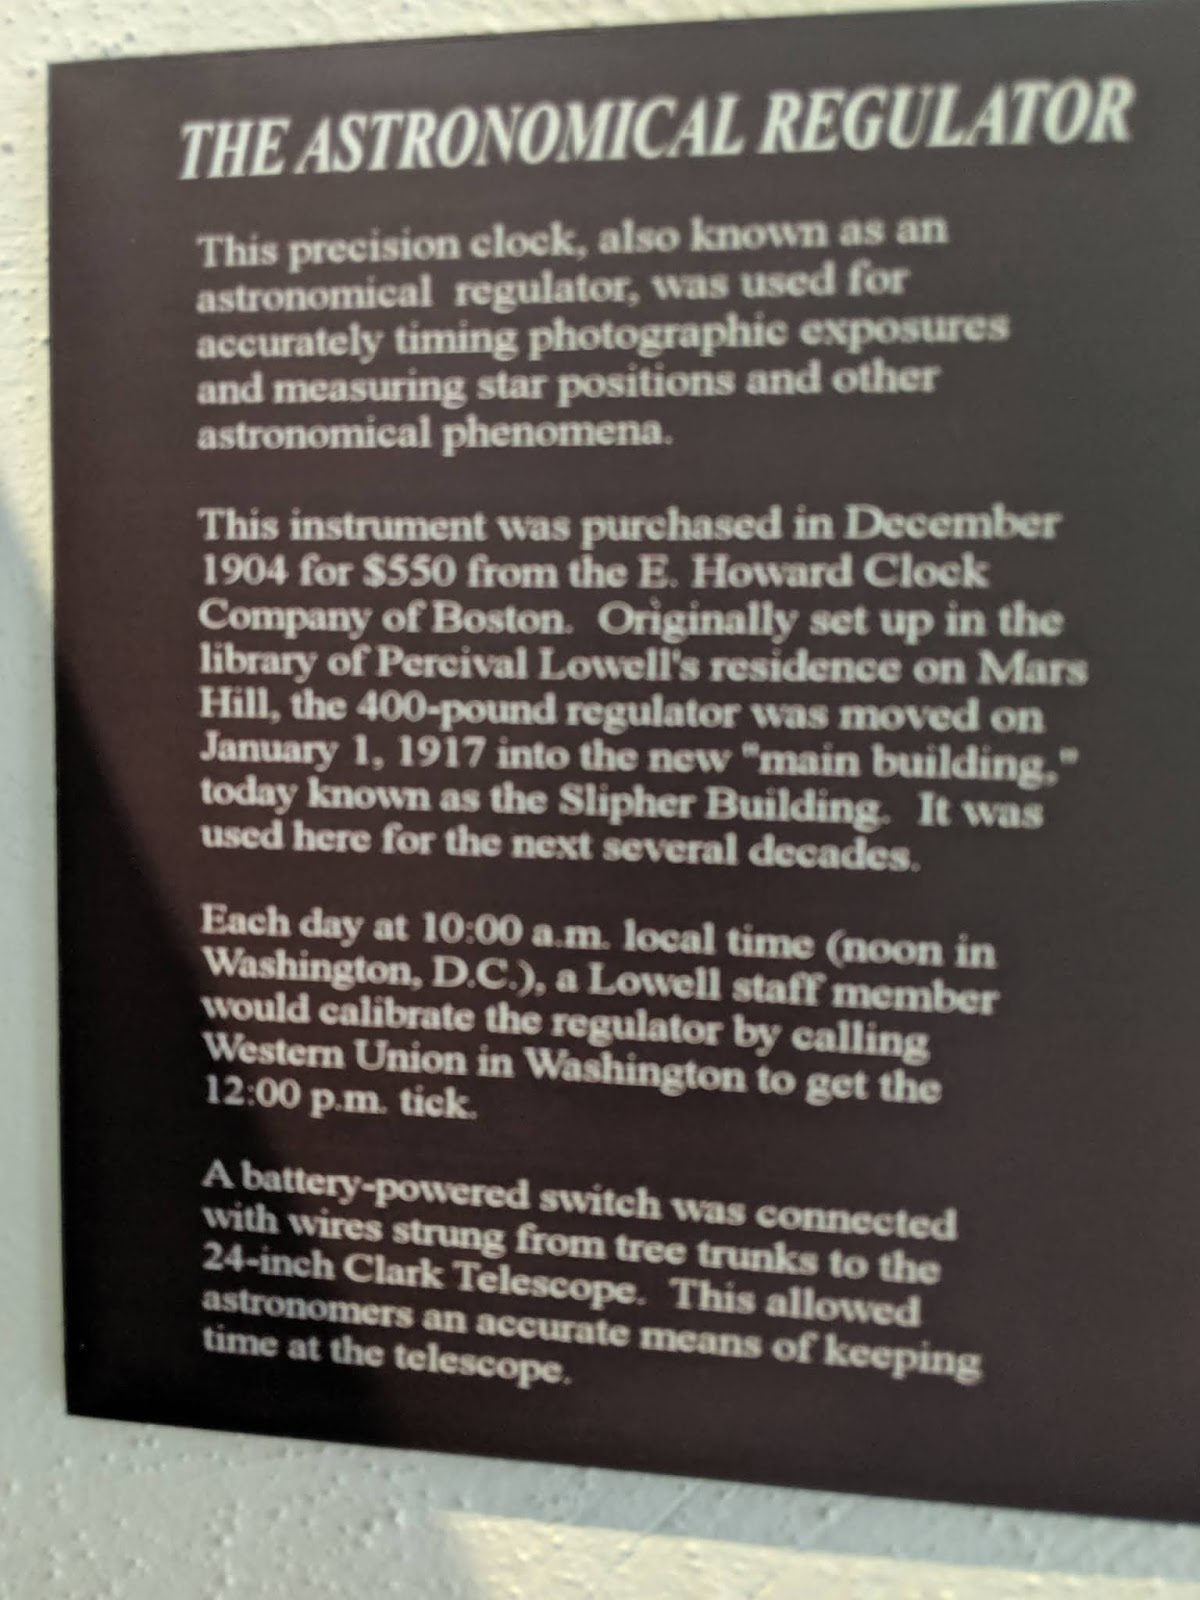 THE ASTRONOMICAL REGULATOR
This precision clock, also known as an
astronomical regulator, was used for
accurately timing photographic exposures
and measuring star positions and other
astronomical phenomena.
This instrument was purchased in December
1904 for $550 from the E. Howard Clock
Company of Boston. Originally set up in the
library of Percival Lowell's residence on Mars
Hill, the 400-pound regulator was moved on
January 1, 1917 into the new "main building,"
today known as the Slipher Building. It was
used here for the next several decades.
Each day at 10:00 a.m. local time (noon in
Washington, D.C.), a Lowell staff member
would calibrate the regulator by calling
Western Union in Washington to get the
12:00 p.m. tick.
A battery-powered switch was connected
with wires strung from tree trunks to the
24-inch Clark Telescope. This allowed
astronomers an accurate means of keeping
time at the telescope.